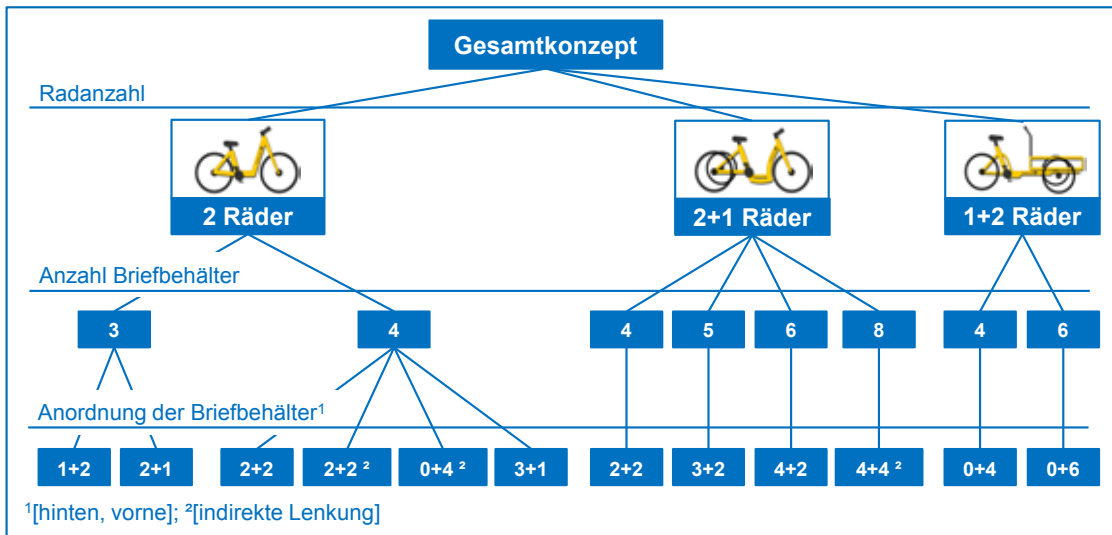 Gesamtkonzept
Radanzahl
2 Räder 2+1 Räder 1+2 Räder
Anzahl Briefbehälter
3 4 4 5 6 8 4 6
Anordnung der Briefbehälter¹
1+2 2+1 2+2 2+2 ² 0+4 ² 3+1 2+2 3+2 4+2 4+4 ² 0+4 0+6
¹[hinten, vorne]; ²[indirekte Lenkung]